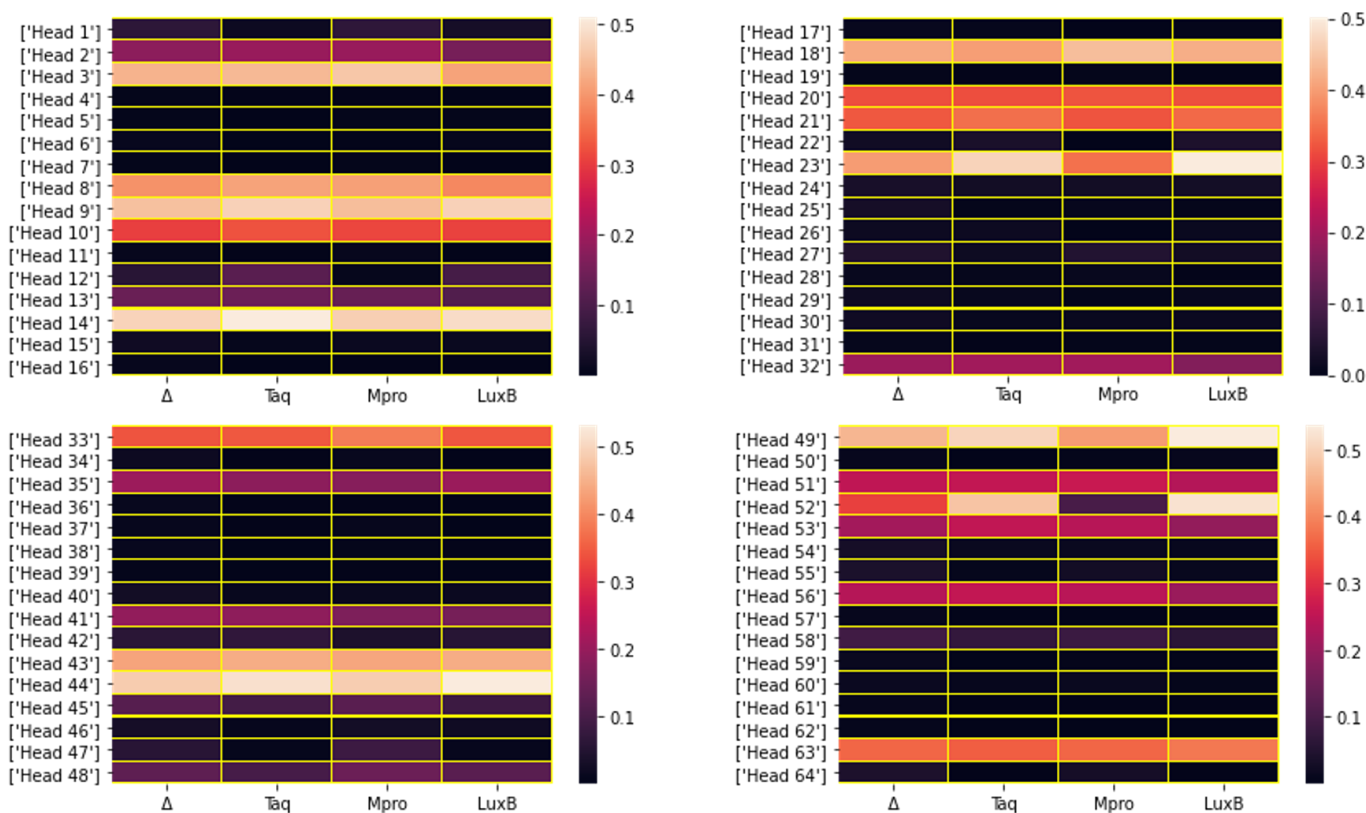 ['Head 1']
['Head 2']
['Head 3']
['Head 4']
['Head 5']
['Head 6']
['Head 7']
['Head 8']
['Head 9']
['Head 10']
['Head 11']
['Head 12']
['Head 13']
['Head 14']
['Head 15']
['Head 16']
Δ Taq Mpro LuxB
0.5
0.4
0.3
0.2
0.1
['Head 17']
['Head 18']
['Head 19']
['Head 20']
['Head 21']
['Head 22']
['Head 23']
['Head 24']
['Head 25']
['Head 26']
['Head 27']
['Head 28']
['Head 29']
['Head 30']
['Head 31']
['Head 32']
Δ Taq Mpro LuxB
0.5
0.4
0.3
0.2
0.1
0.0
['Head 33']
['Head 34']
['Head 35']
['Head 36']
['Head 37']
['Head 38']
['Head 39']
['Head 40']
['Head 41']
['Head 42']
['Head 43']
['Head 44']
['Head 45']
['Head 46']
['Head 47']
['Head 48']
Δ Taq Mpro LuxB
0.5
0.4
0.3
0.2
0.1
['Head 49']
['Head 50']
['Head 51']
['Head 52']
['Head 53']
['Head 54']
['Head 55']
['Head 56']
['Head 57']
['Head 58']
['Head 59']
['Head 60']
['Head 61']
['Head 62']
['Head 63']
['Head 64']
Δ Taq Mpro LuxB
0.5
0.4
0.3
0.2
0.1